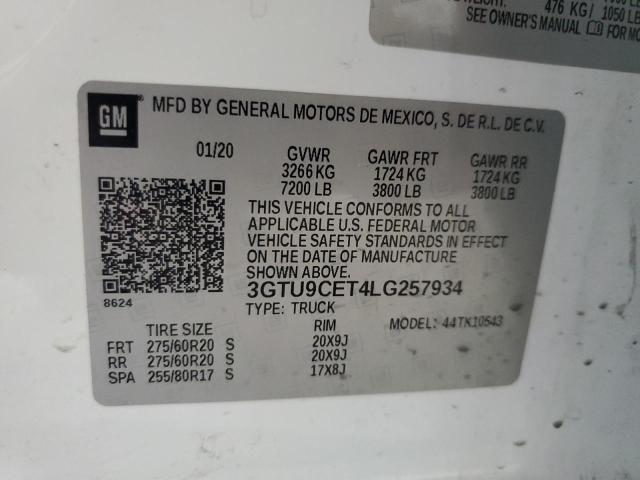 476 KG/ 1050 LB
SEE OWNER'S MANUAL FOR MO
GM
MFD BY GENERAL MOTORS DE MEXICO, S. DE R.L. DE C.V.
01/20 GVWR GAWR FRT GAWR RR
3266 KG 1724 KG 1724 KG
7200 LB 3800 LB 3800 LB
THIS VEHICLE CONFORMS TO ALL
APPLICABLE U.S. FEDERAL MOTOR
VEHICLE SAFETY STANDARDS IN EFFECT
ON THE DATE OF MANUFACTURE
SHOWN ABOVE.
3GTU9CET4LG257934
8624
TYPE: TRUCK MODEL: 44TK10543
TIRE SIZE RIM
FRT 275/60R20 S 20X9J
RR 275/60R20 S 20X9J
SPA 255/80R17 S 17X8J